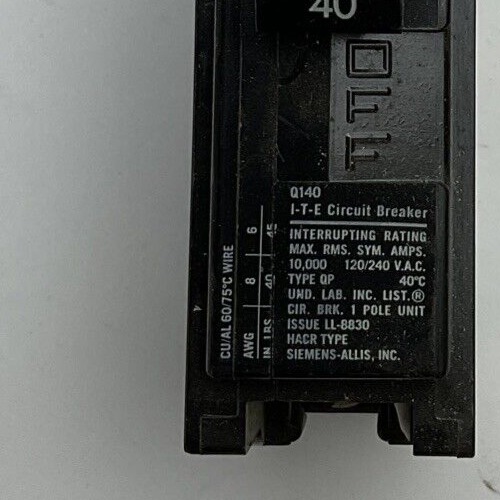 40
OFF
Q140
I-T-E Circuit Breaker
INTERRUPTING RATING
MAX. RMS. SYM. AMPS.
10,000 120/240 V.A.C.
TYPE QP 40°C
UND. LAB. INC. LIST.®
CIR. BRK. 1 POLE UNIT
ISSUE LL-8830
HACR TYPE
SIEMENS-ALLIS, INC.
CU/AL 60/75°C WIRE
AWG 8 6
IN. LBS 40 45